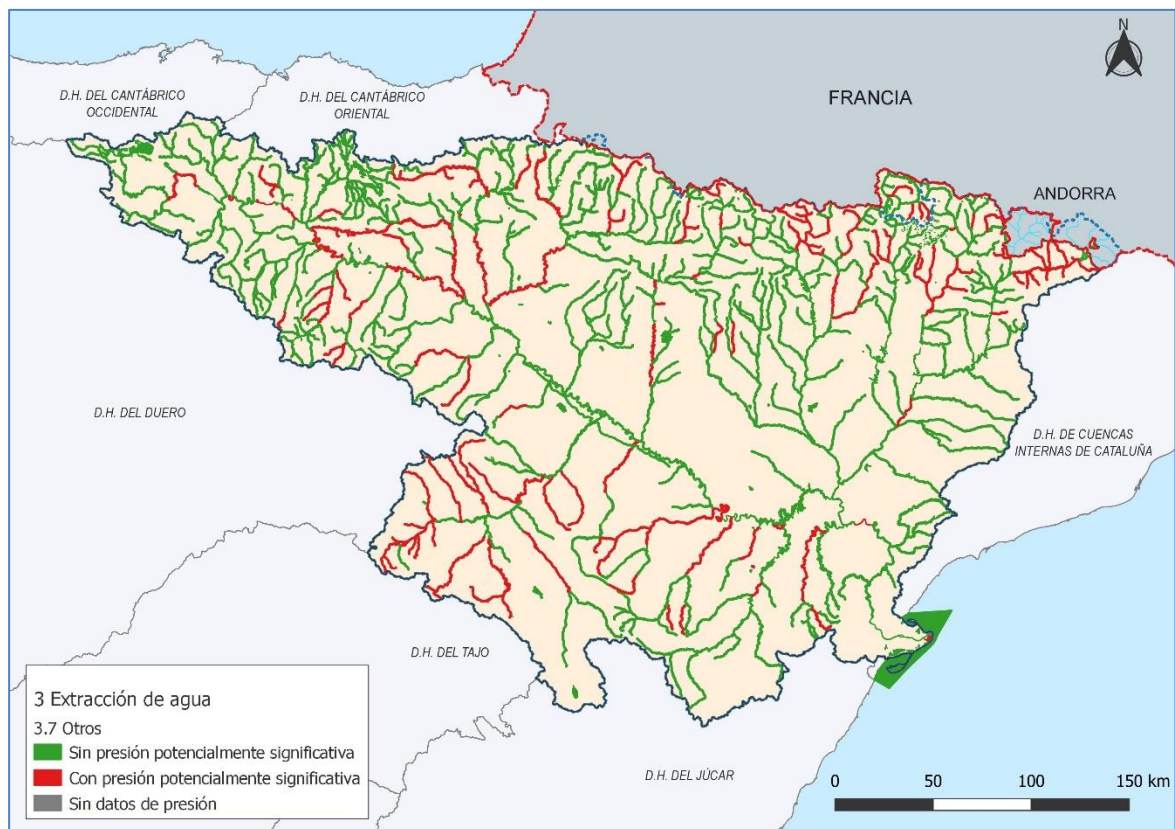 N
D.H. DEL CANTÁBRICO
OCCIDENTAL
D.H. DEL CANTÁBRICO
ORIENTAL
FRANCIA
ANDORRA
D.H. DEL DUERO
D.H. DE CUENCAS
INTERNAS DE CATALUÑA
D.H. DEL TAJO
D.H. DEL JÚCAR
3 Extracción de agua
3.7 Otros
Sin presión potencialmente significativa
Con presión potencialmente significativa
Sin datos de presión
0 50 100 150 km